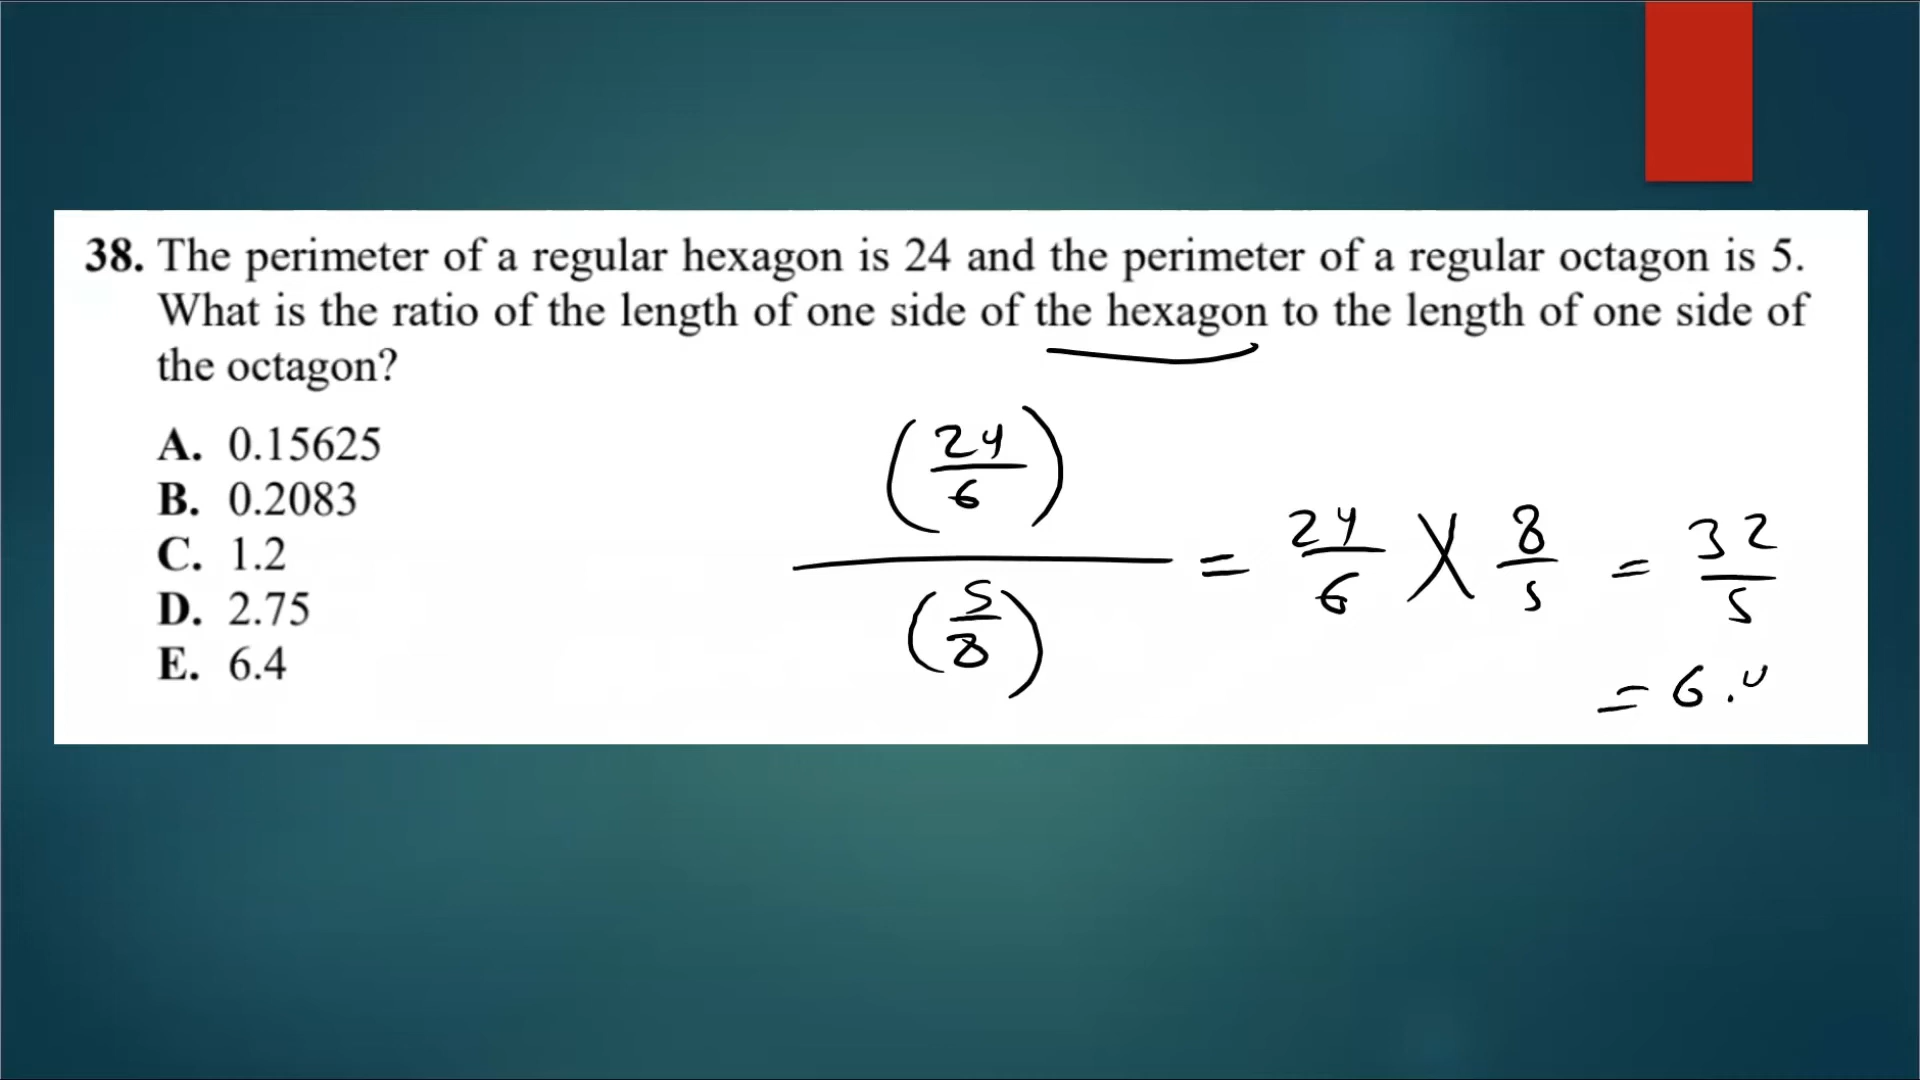 38. The perimeter of a regular hexagon is 24 and the perimeter of a regular octagon is 5.
What is the ratio of the length of one side of the hexagon to the length of one side of
the octagon?
A. 0.15625
B. 0.2083
C. 1.2
D. 2.75
E. 6.4
(24/6) / (5/8) = 24/6 X 8/5 = 32/5
= 6.4